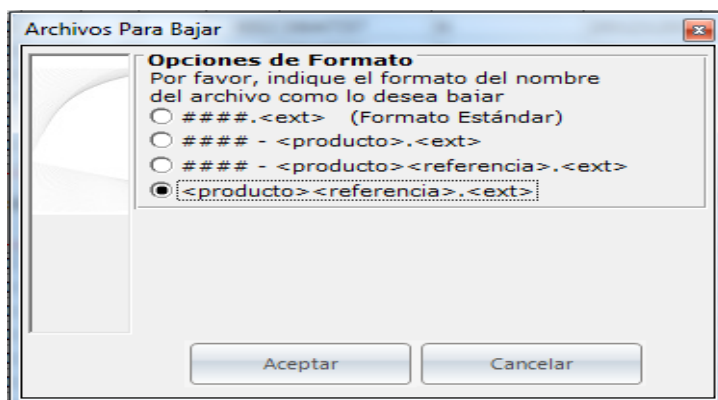 Archivos Para Bajar
Opciones de Formato
Por favor, indique el formato del nombre
del archivo como lo desea bajar
####.<ext> (Formato Estándar)
#### - <producto>.<ext>
#### - <producto><referencia>.<ext>
<producto><referencia>.<ext>
Aceptar Cancelar